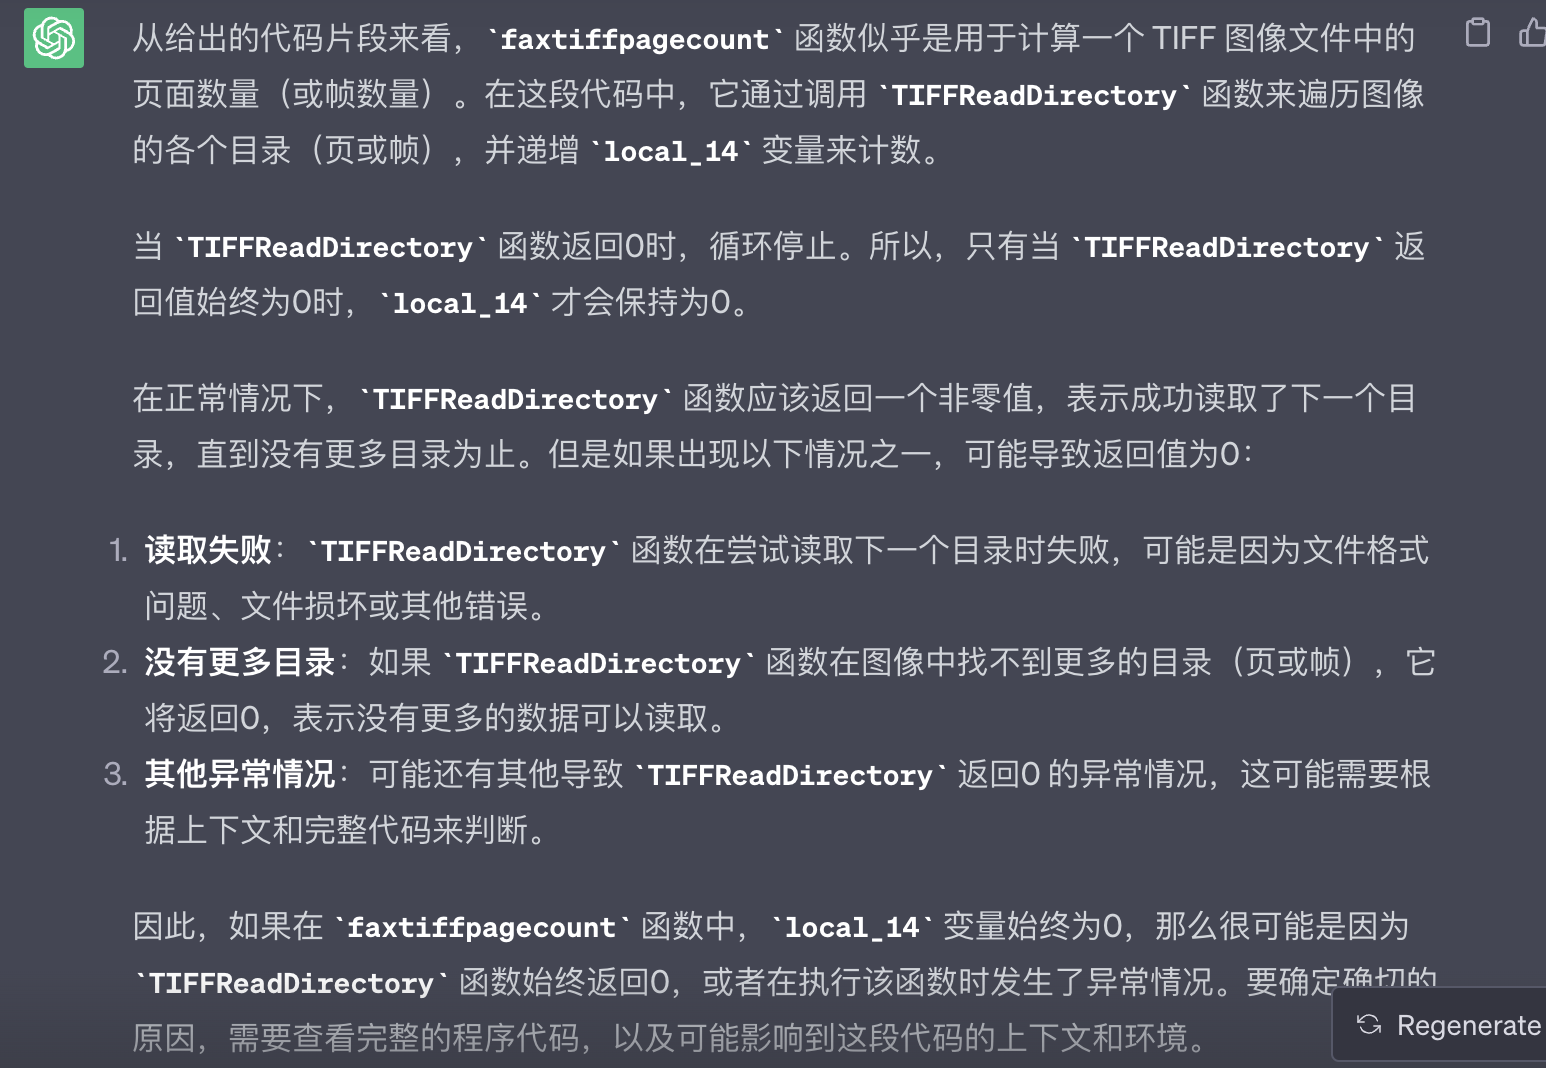 从给出的代码片段来看，`faxtiffpagecount` 函数似乎是用于计算一个 TIFF 图像文件中的
页面数量（或帧数量）。在这段代码中，它通过调用 `TIFFReadDirectory` 函数来遍历图像
的各个目录（页或帧），并递增 `local_14` 变量来计数。
当 `TIFFReadDirectory` 函数返回0时，循环停止。所以，只有当 `TIFFReadDirectory` 返
回值始终为0时，`local_14` 才会保持为0。
在正常情况下，`TIFFReadDirectory` 函数应该返回一个非零值，表示成功读取了下一个目
录，直到没有更多目录为止。但是如果出现以下情况之一，可能导致返回值为0：
1. 读取失败：`TIFFReadDirectory` 函数在尝试读取下一个目录时失败，可能是因为文件格式
问题、文件损坏或其他错误。
2. 没有更多目录：如果 `TIFFReadDirectory` 函数在图像中找不到更多的目录（页或帧），它
将返回0，表示没有更多的数据可以读取。
3. 其他异常情况：可能还有其他导致 `TIFFReadDirectory` 返回0 的异常情况，这可能需要根
据上下文和完整代码来判断。
因此，如果在 `faxtiffpagecount` 函数中，`local_14` 变量始终为0，那么很可能是因为
`TIFFReadDirectory` 函数始终返回0，或者在执行该函数时发生了异常情况。要确定确切的
原因，需要查看完整的程序代码，以及可能影响到这段代码的上下文和环境。
Regenerate